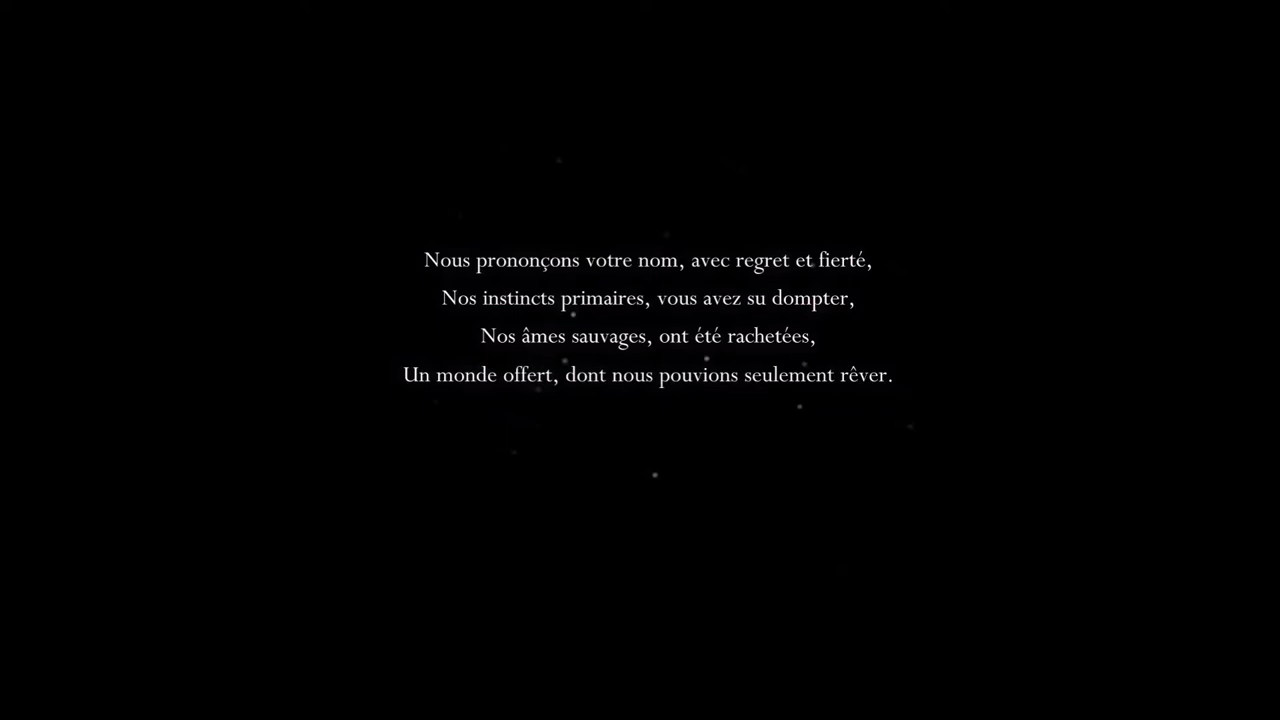 Nous prononçons votre nom, avec regret et fierté,
Nos instincts primaires, vous avez su dompter,
Nos âmes sauvages, ont été rachetées,
Un monde offert, dont nous pouvions seulement rêver.